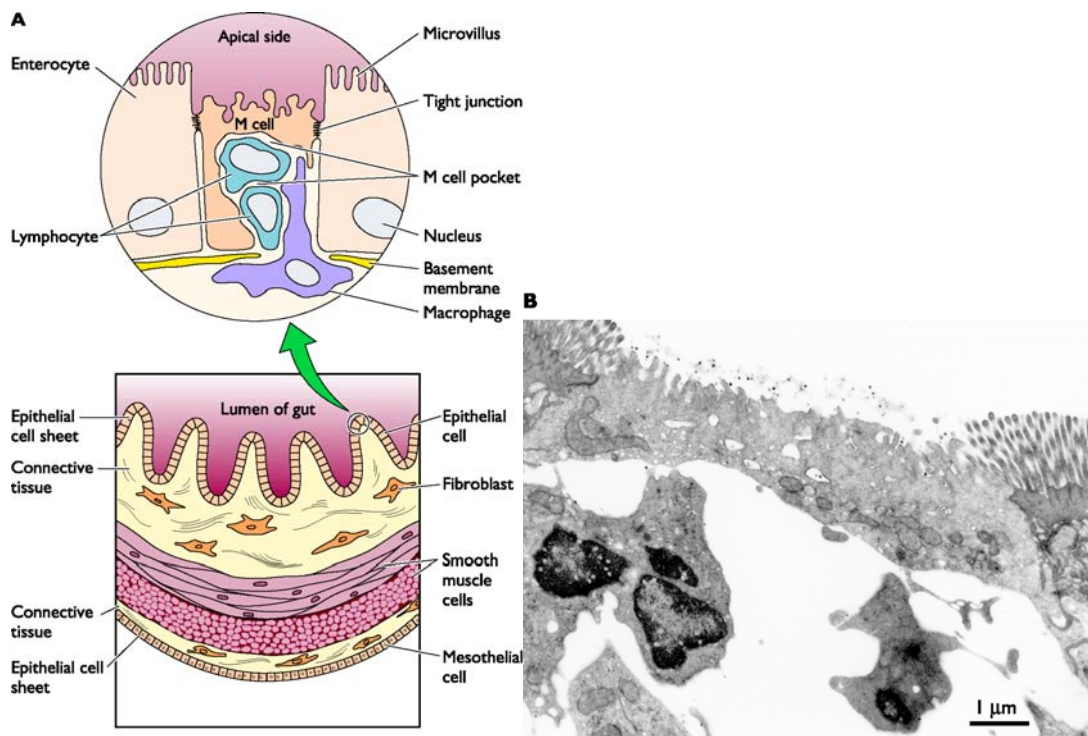 A
Apical side
Microvillus
Enterocyte
Tight junction
M cell
M cell pocket
Lymphocyte
Nucleus
Basement
membrane
Macrophage
B
Lumen of gut
Epithelial
cell sheet
Epithelial
cell
Connective
tissue
Fibroblast
Smooth
muscle
cells
Connective
tissue
Epithelial cell
sheet
Mesothelial
cell
1 µm